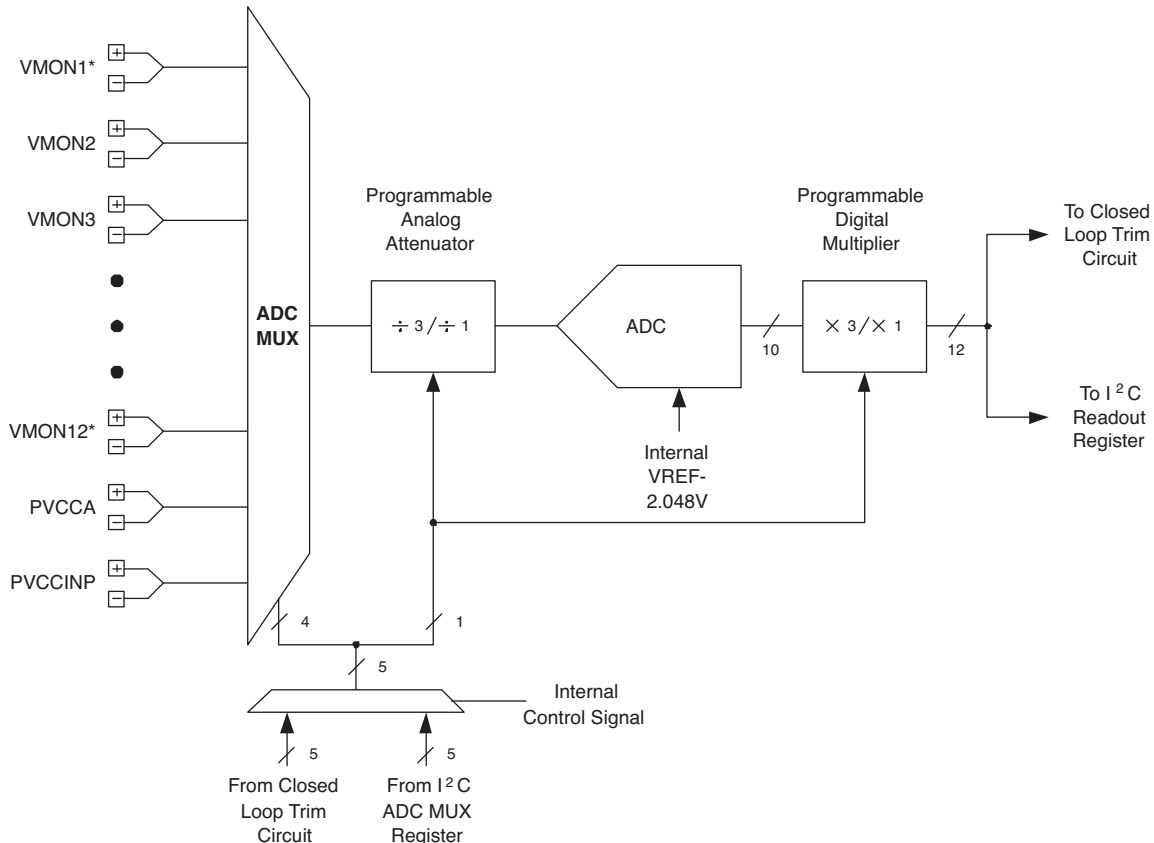 VMON1*
+
−
VMON2
+
−
VMON3
+
−
VMON12*
+
−
PVCCA
+
−
PVCCINP
+
−
ADC
MUX
Programmable
Analog
Attenuator
÷ 3 / ÷ 1
ADC
10
Internal
VREF-
2.048V
Programmable
Digital
Multiplier
× 3 / × 1
12
To Closed
Loop Trim
Circuit
To I²C
Readout
Register
4
1
5
Internal
Control Signal
5
5
From Closed
Loop Trim
Circuit
From I²C
ADC MUX
Register